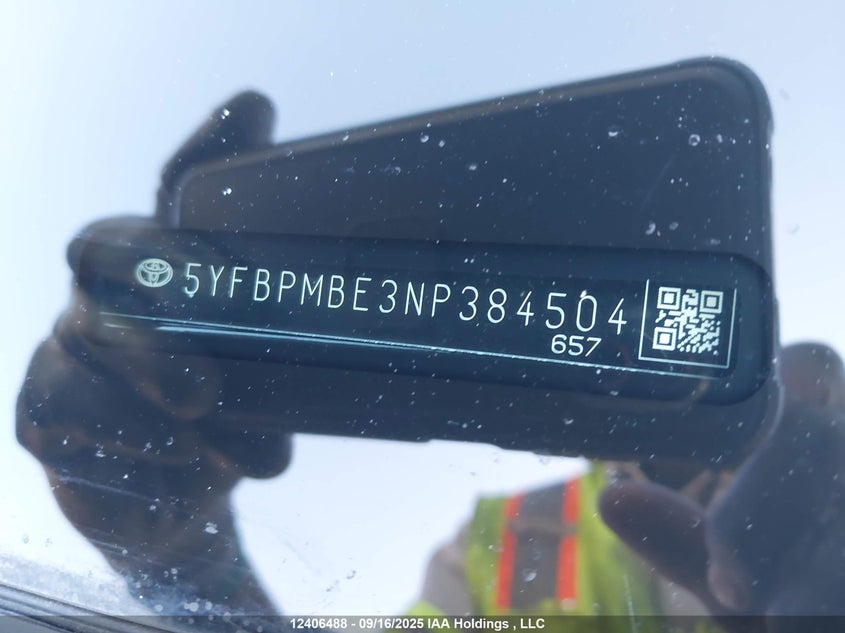 5YFBPMBE3NP384504
657
12406488 - 09/16/2025 IAA Holdings , LLC